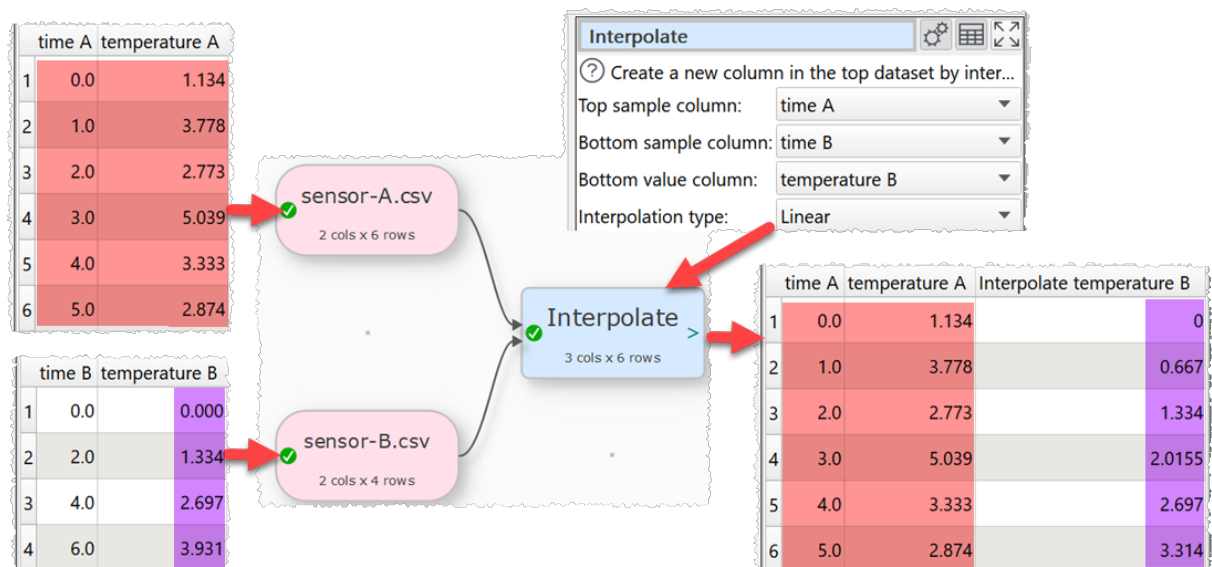 time A temperature A
1 0.0 1.134
2 1.0 3.778
3 2.0 2.773
4 3.0 5.039
5 4.0 3.333
6 5.0 2.874
time B temperature B
1 0.0 0.000
2 2.0 1.334
3 4.0 2.697
4 6.0 3.931
sensor-A.csv
2 cols x 6 rows
sensor-B.csv
2 cols x 4 rows
Interpolate
? Create a new column in the top dataset by inter...
Top sample column: time A
Bottom sample column: time B
Bottom value column: temperature B
Interpolation type: Linear
Interpolate >
3 cols x 6 rows
time A temperature A Interpolate temperature B
1 0.0 1.134 0
2 1.0 3.778 0.667
3 2.0 2.773 1.334
4 3.0 5.039 2.0155
5 4.0 3.333 2.697
6 5.0 2.874 3.314